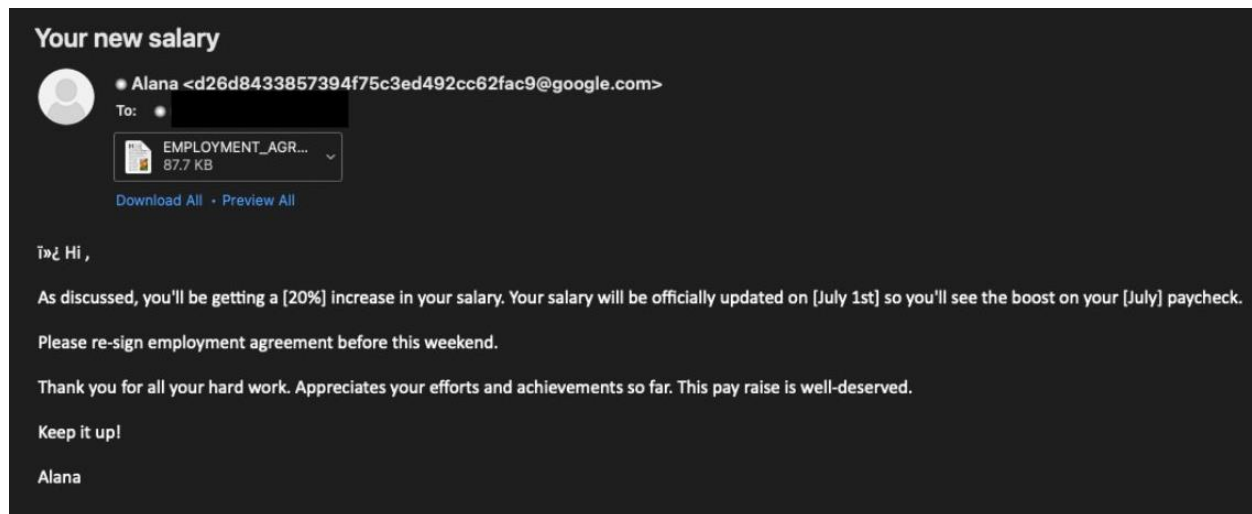 Your new salary
Alana <d26d8433857394f75c3ed492cc62fac9@google.com>
To:
EMPLOYMENT_AGR...
87.7 KB
Download All • Preview All
ï»¿ Hi ,
As discussed, you'll be getting a [20%] increase in your salary. Your salary will be officially updated on [July 1st] so you'll see the boost on your [July] paycheck.
Please re-sign employment agreement before this weekend.
Thank you for all your hard work. Appreciates your efforts and achievements so far. This pay raise is well-deserved.
Keep it up!
Alana